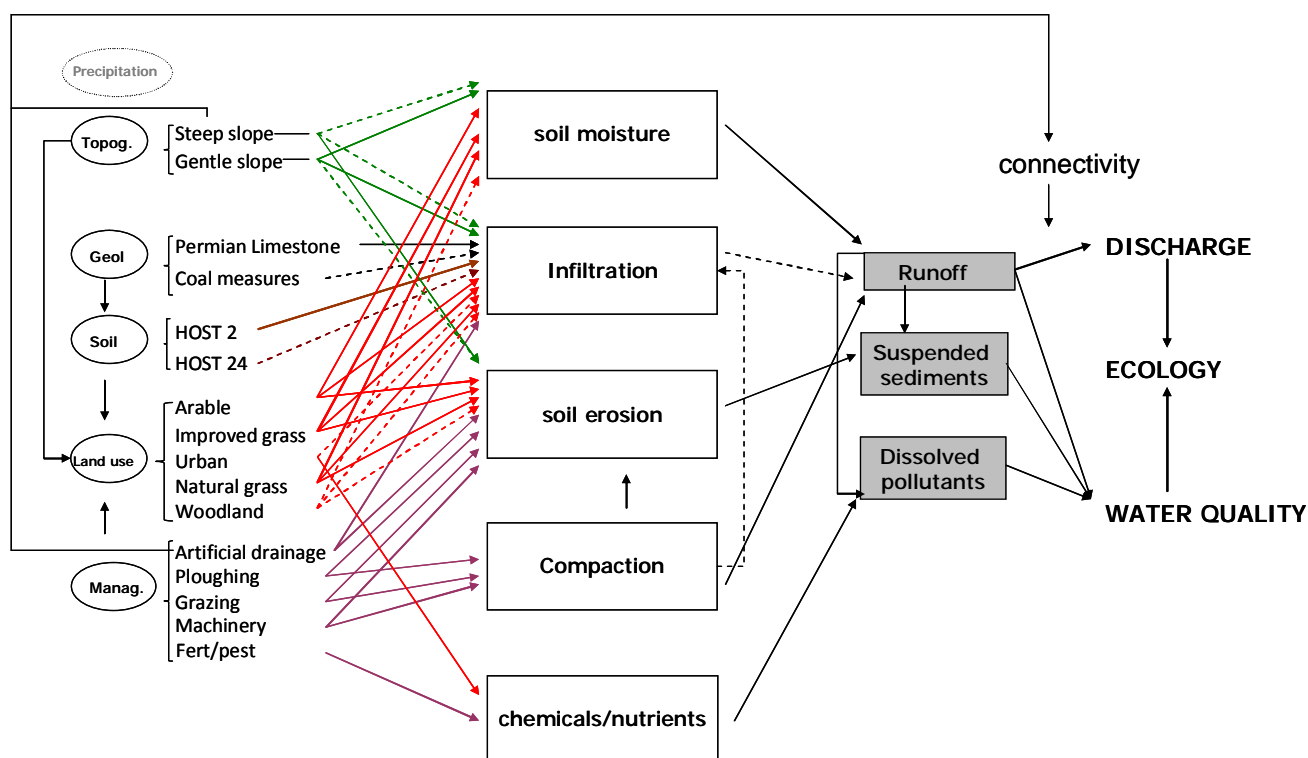 Precipitation
Topog.
Steep slope
Gentle slope
Geol
Permian Limestone
Coal measures
Soil
HOST 2
HOST 24
Land use
Arable
Improved grass
Urban
Natural grass
Woodland
Manag.
Artificial drainage
Ploughing
Grazing
Machinery
Fert/pest
soil moisture
Infiltration
soil erosion
Compaction
chemicals/nutrients
connectivity
Runoff
Suspended
sediments
Dissolved
pollutants
DISCHARGE
ECOLOGY
WATER QUALITY